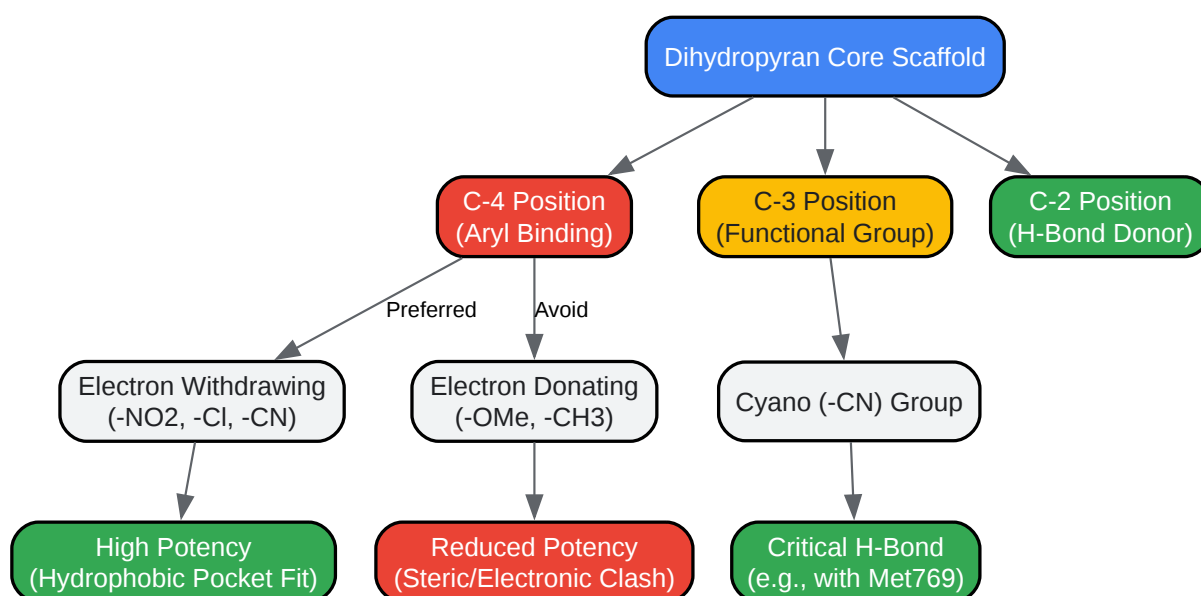 Dihydropyran Core Scaffold
C-4 Position
(Aryl Binding)
C-3 Position
(Functional Group)
C-2 Position
(H-Bond Donor)
Preferred
Avoid
Electron Withdrawing
(-NO2, -Cl, -CN)
Electron Donating
(-OMe, -CH3)
Cyano (-CN) Group
High Potency
(Hydrophobic Pocket Fit)
Reduced Potency
(Steric/Electronic Clash)
Critical H-Bond
(e.g., with Met769)